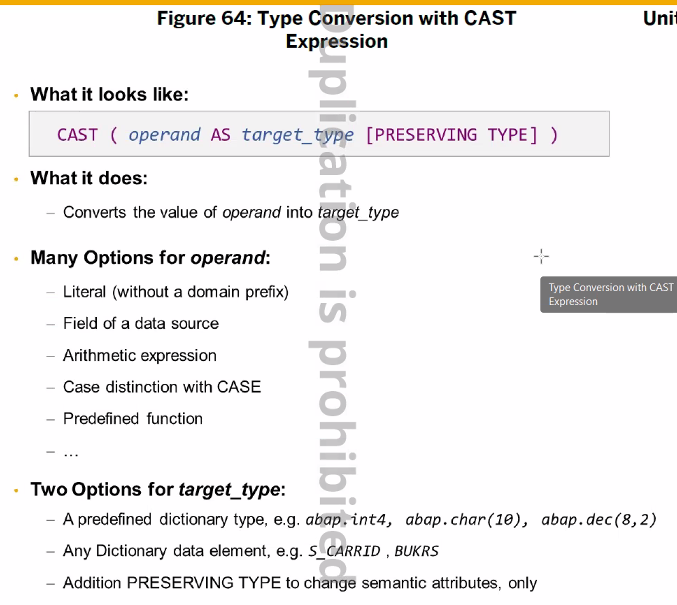 Figure 64: Type Conversion with CAST
Expression
Unit
• What it looks like:
CAST ( operand AS target_type [PRESERVING TYPE] )
• What it does:
– Converts the value of operand into target_type
• Many Options for operand:
– Literal (without a domain prefix)
– Field of a data source
– Arithmetic expression
– Case distinction with CASE
– Predefined function
– ...
• Two Options for target_type:
– A predefined dictionary type, e.g. abap.int4, abap.char(10), abap.dec(8,2)
– Any Dictionary data element, e.g. S_CARRID , BUKRS
– Addition PRESERVING TYPE to change semantic attributes, only
Type Conversion with CAST
Expression
Duplication is prohibited